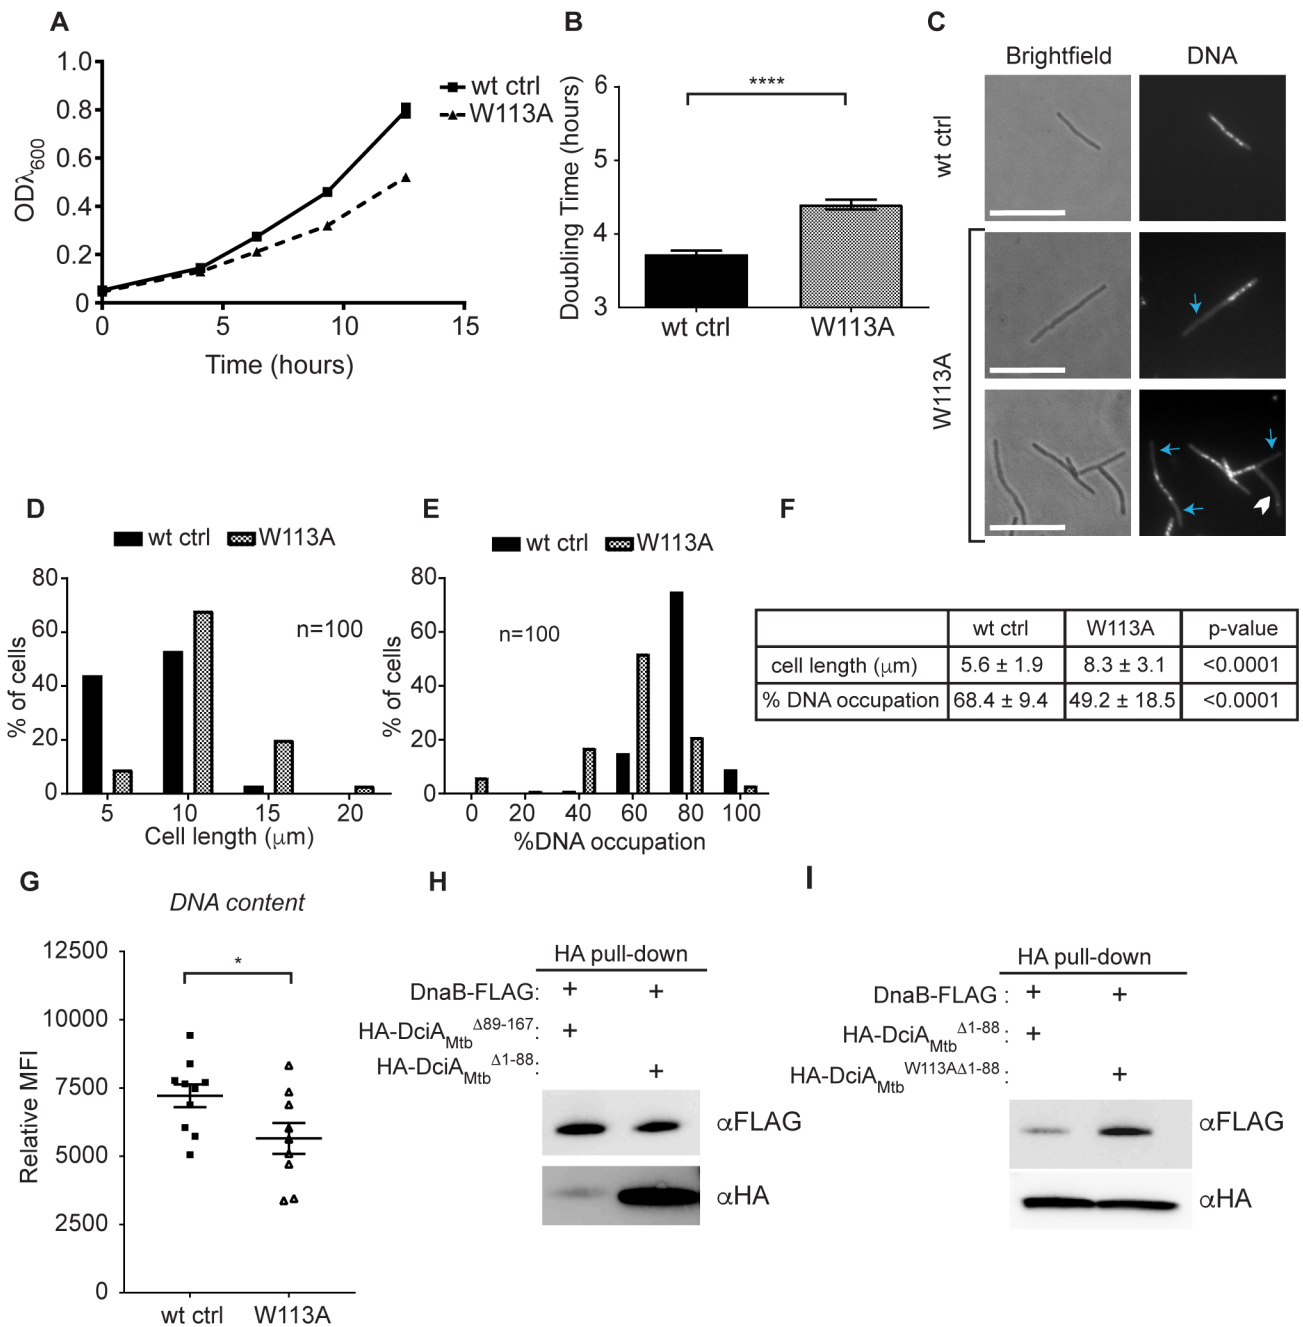 A
1.0
0.8
0.6
0.4
0.2
0
ODλ600
0 5 10 15
Time (hours)
wt ctrl
W113A
B
Doubling Time (hours)
6
5
4
3
****
wt ctrl W113A
C
Brightfield DNA
wt ctrl
W113A
D
wt ctrl W113A
% of cells
80
60
40
20
0
n=100
5 10 15 20
Cell length (μm)
E
wt ctrl W113A
% of cells
80
60
40
20
0
n=100
0 20 40 60 80 100
%DNA occupation
F
wt ctrl W113A p-value
cell length (μm) 5.6 ± 1.9 8.3 ± 3.1 <0.0001
% DNA occupation 68.4 ± 9.4 49.2 ± 18.5 <0.0001
G
DNA content
Relative MFI
12500
10000
7500
5000
2500
0
*
wt ctrl W113A
H
HA pull-down
DnaB-FLAG: + +
HA-DciAMtb Δ89-167: +
HA-DciAMtb Δ1-88: +
αFLAG
αHA
I
HA pull-down
DnaB-FLAG : + +
HA-DciAMtb Δ1-88: +
HA-DciAMtb W113AΔ1-88: +
αFLAG
αHA